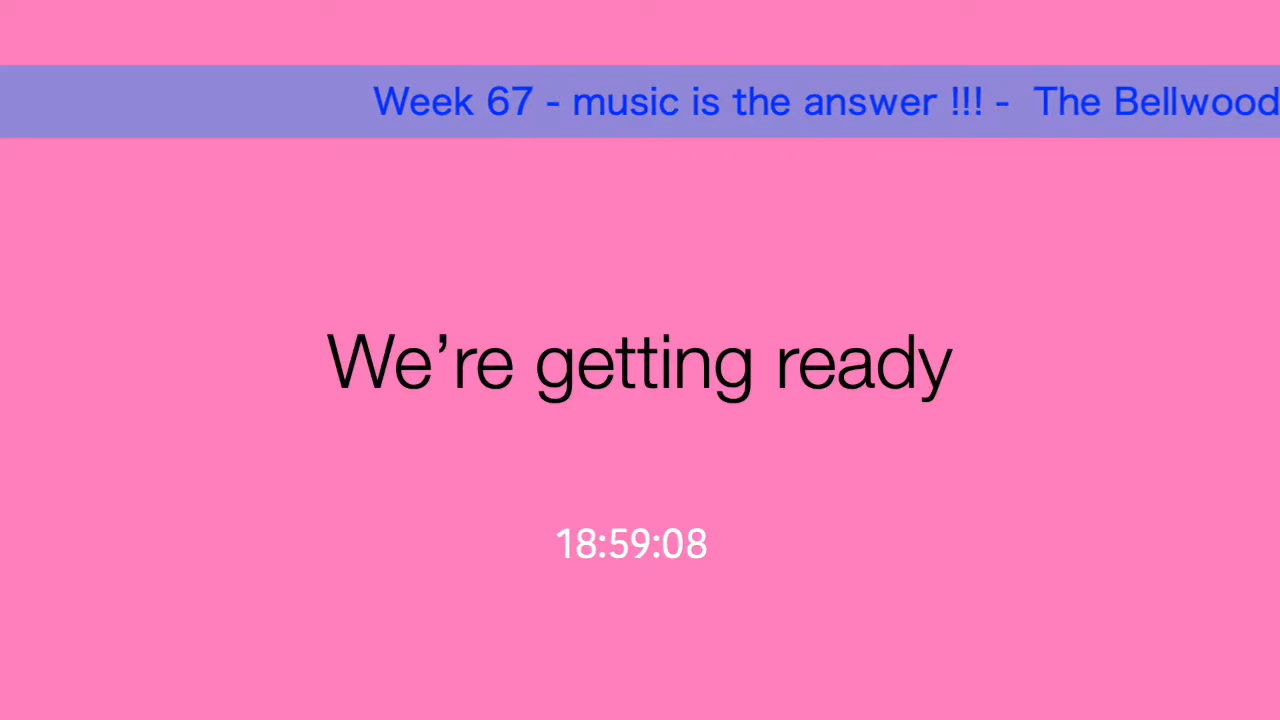 Week 67 - music is the answer !!! - The Bellwood
We’re getting ready
18:59:08